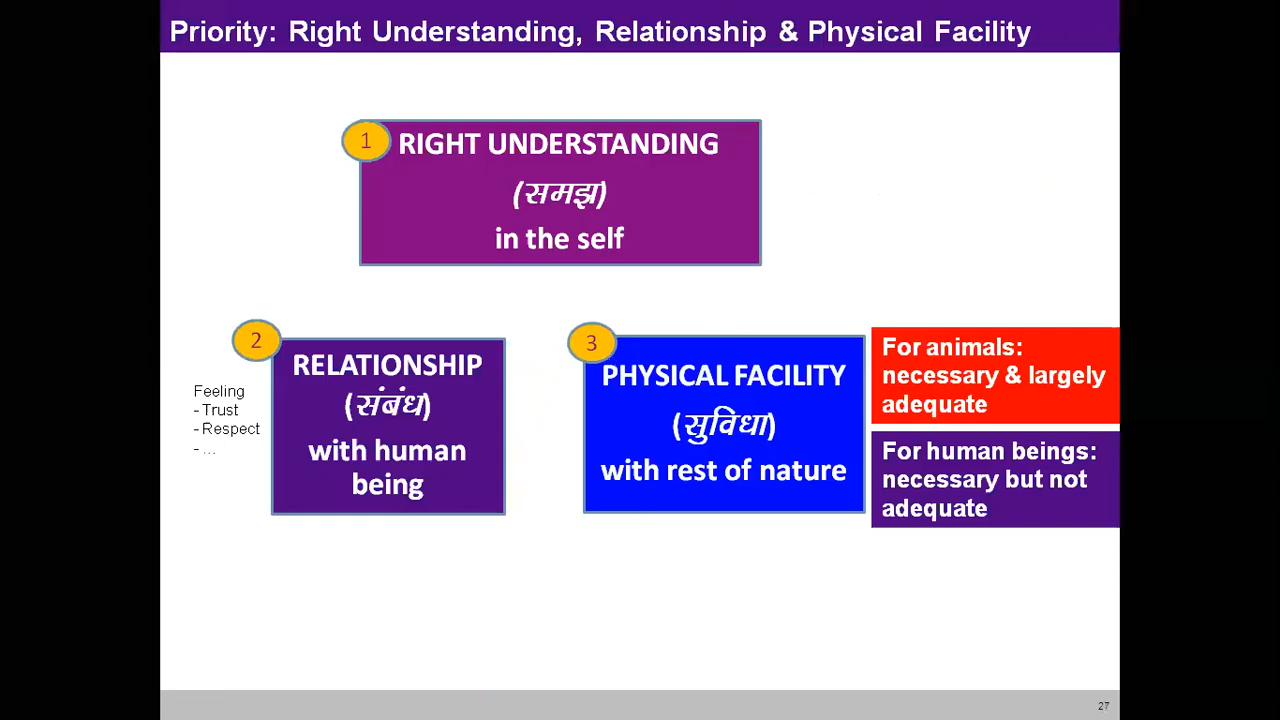 Priority: Right Understanding, Relationship & Physical Facility
1
RIGHT UNDERSTANDING
(समझ)
in the self
2
RELATIONSHIP
(संबंध)
with human
being
Feeling
- Trust
- Respect
- ...
3
PHYSICAL FACILITY
(सुविधा)
with rest of nature
For animals:
necessary & largely
adequate
For human beings:
necessary but not
adequate
27